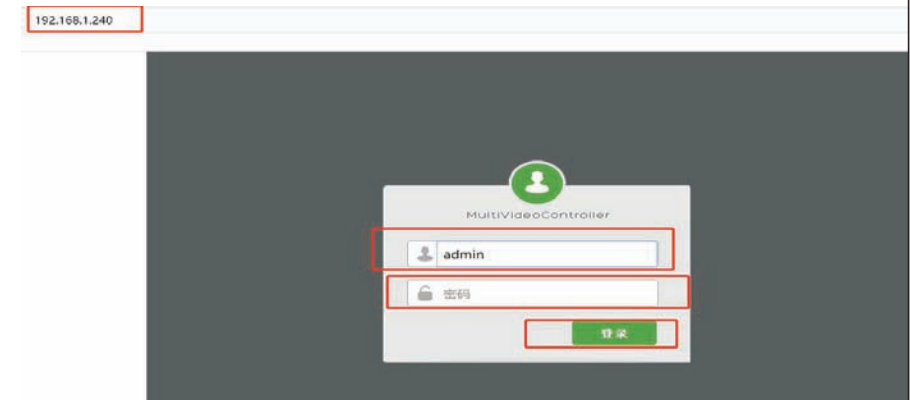 192.168.1.240
MultiVideoController
admin
密码
登录